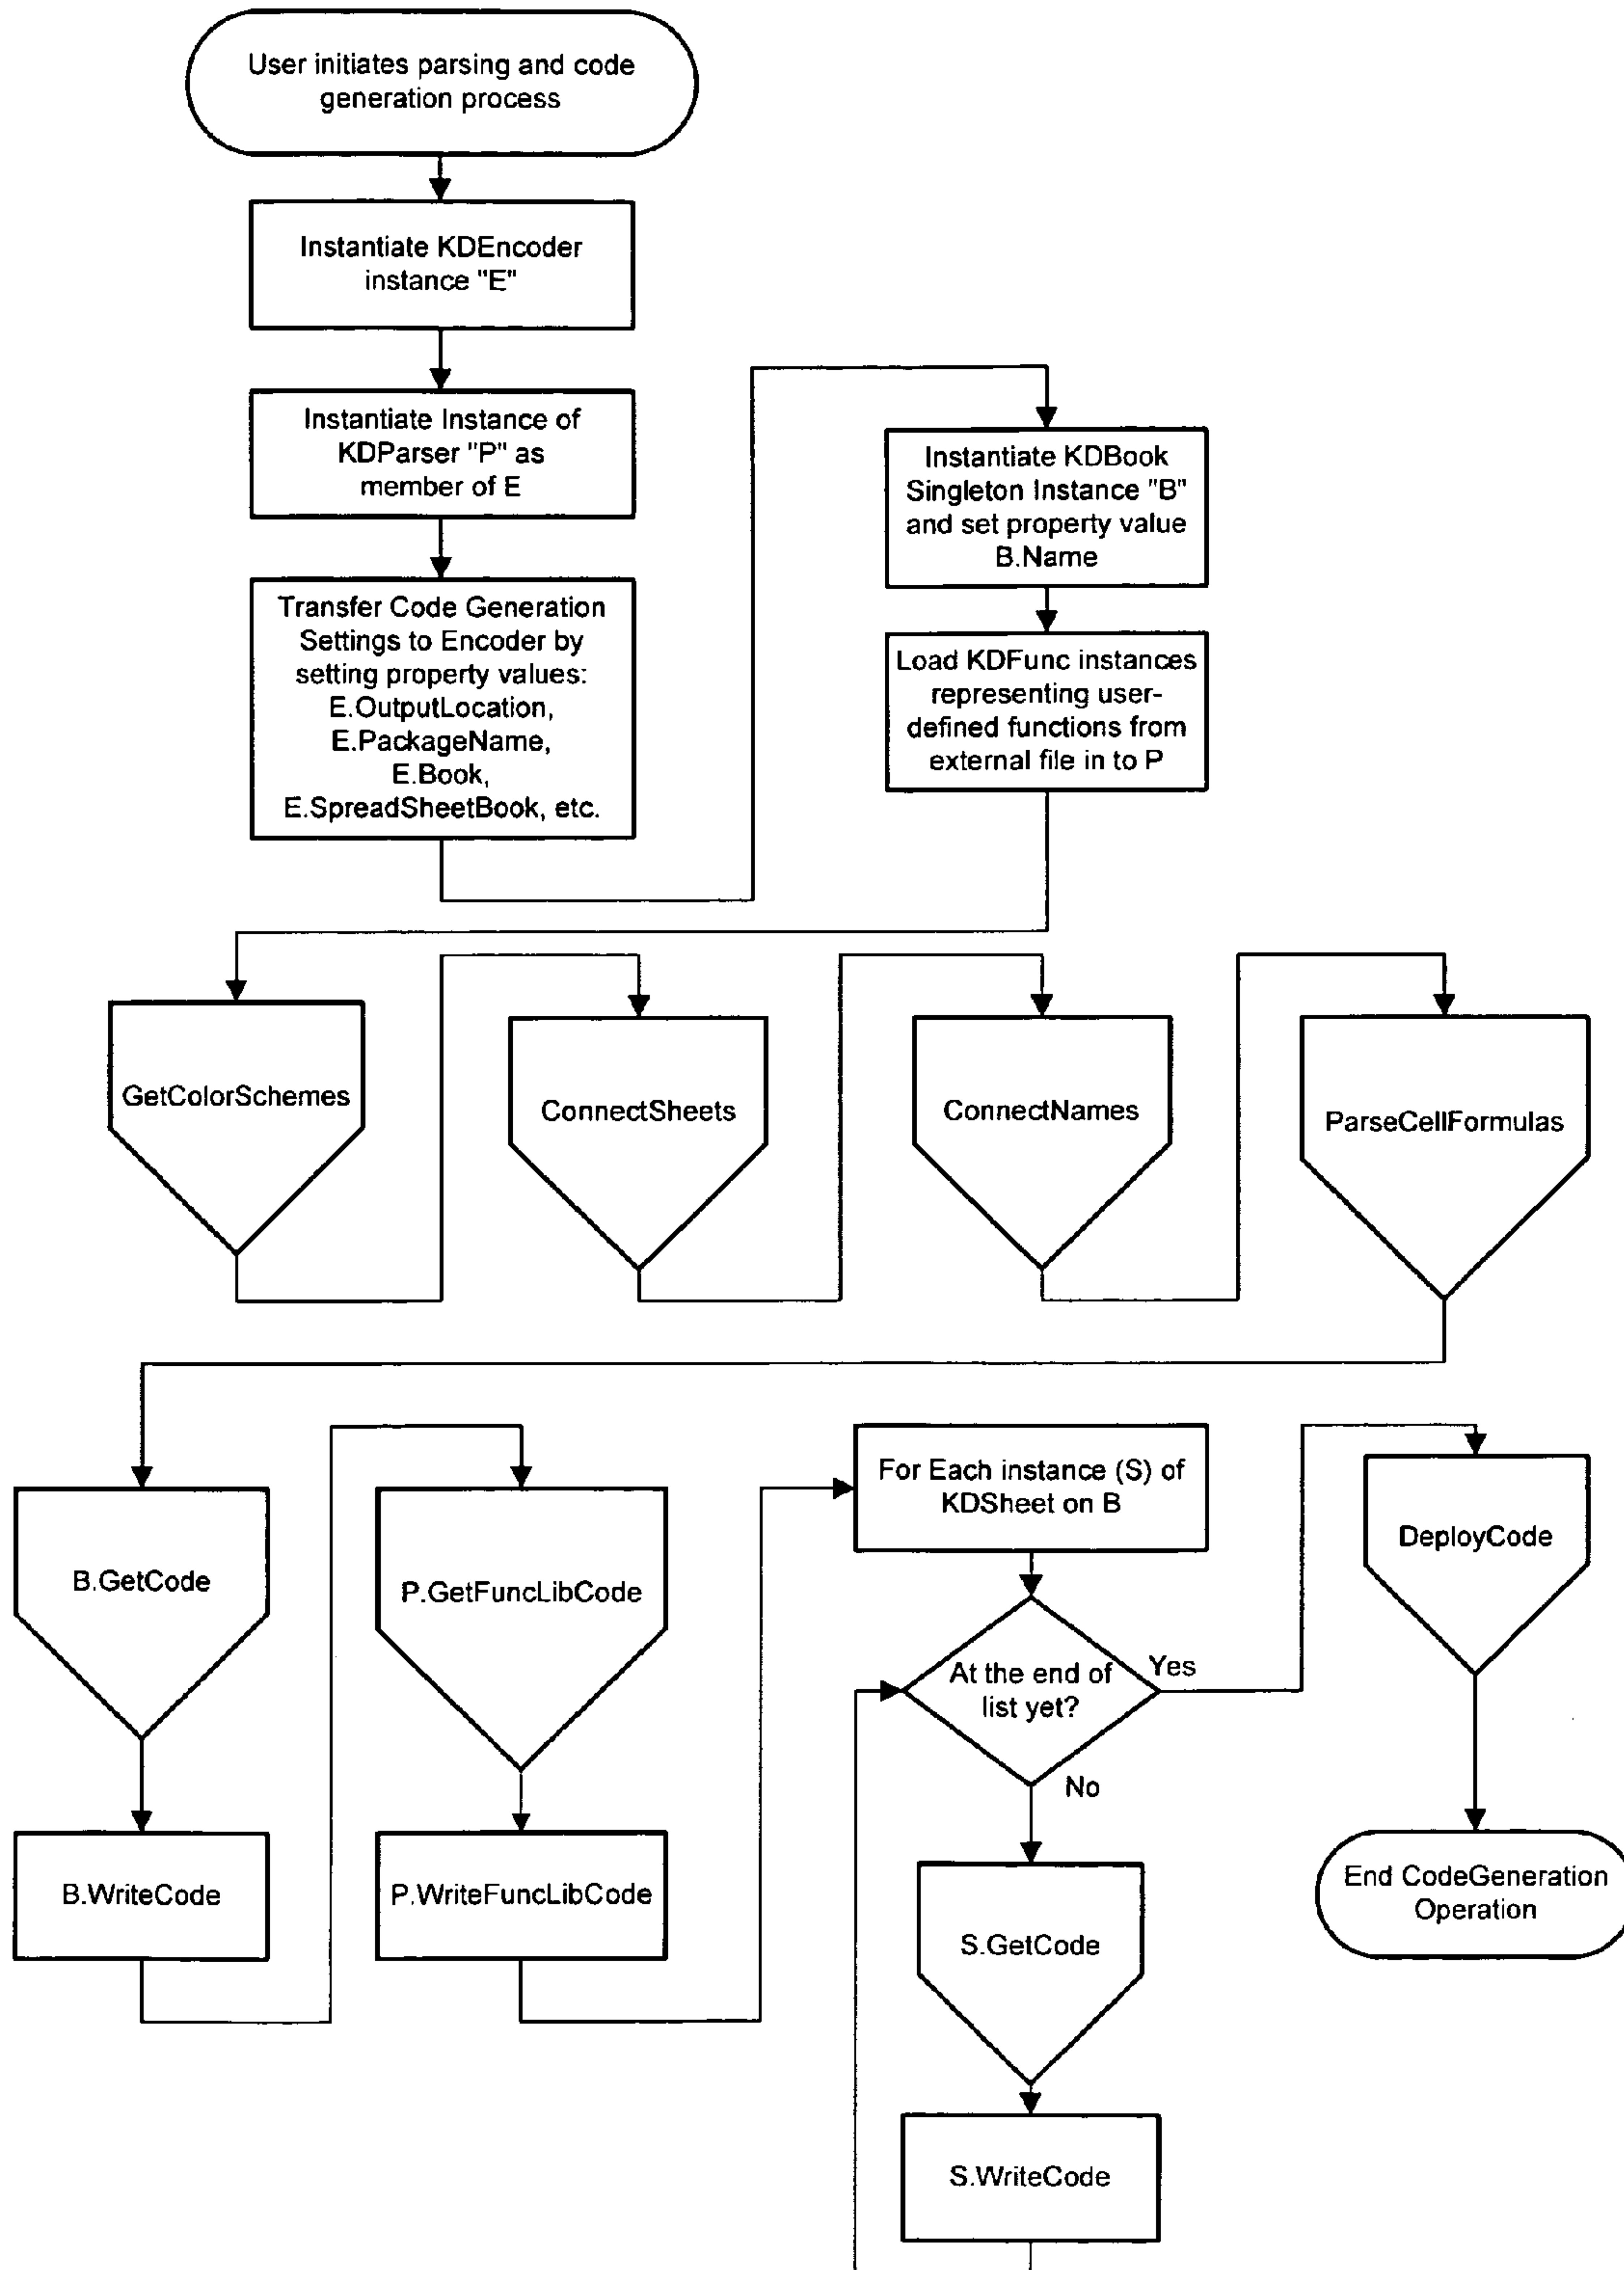 User initiates parsing and code
generation process
Instantiate KDEncoder
instance "E"
Instantiate Instance of
KDParser "P" as
member of E
Transfer Code Generation
Settings to Encoder by
setting property values:
E.OutputLocation,
E.PackageName,
E.Book,
E.SpreadSheetBook, etc.
Instantiate KDBook
Singleton Instance "B"
and set property value
B.Name
Load KDFunc instances
representing user-
defined functions from
external file in to P
GetColorSchemes
ConnectSheets
ConnectNames
ParseCellFormulas
B.GetCode
B.WriteCode
P.GetFuncLibCode
P.WriteFuncLibCode
For Each instance (S) of
KDSheet on B
At the end of
list yet?
Yes
No
S.GetCode
S.WriteCode
DeployCode
End CodeGeneration
Operation